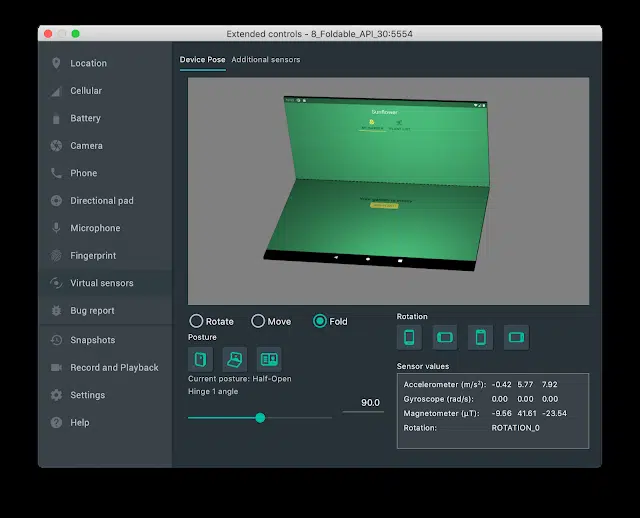 Extended controls - 8_Foldable_API_30:5554
Location
Cellular
Battery
Camera
Phone
Directional pad
Microphone
Fingerprint
Virtual sensors
Bug report
Snapshots
Record and Playback
Settings
Help
Device Pose
Additional sensors
Sunflower
PLANT LIST
Rotate
Move
Fold
Posture
Current posture: Half-Open
Hinge 1 angle
90.0
Rotation
Sensor values
Accelerometer (m/s²): -0.42 5.77 7.92
Gyroscope (rad/s): 0.00 0.00 0.00
Magnetometer (μT): -9.56 41.61 -23.54
Rotation: ROTATION_0